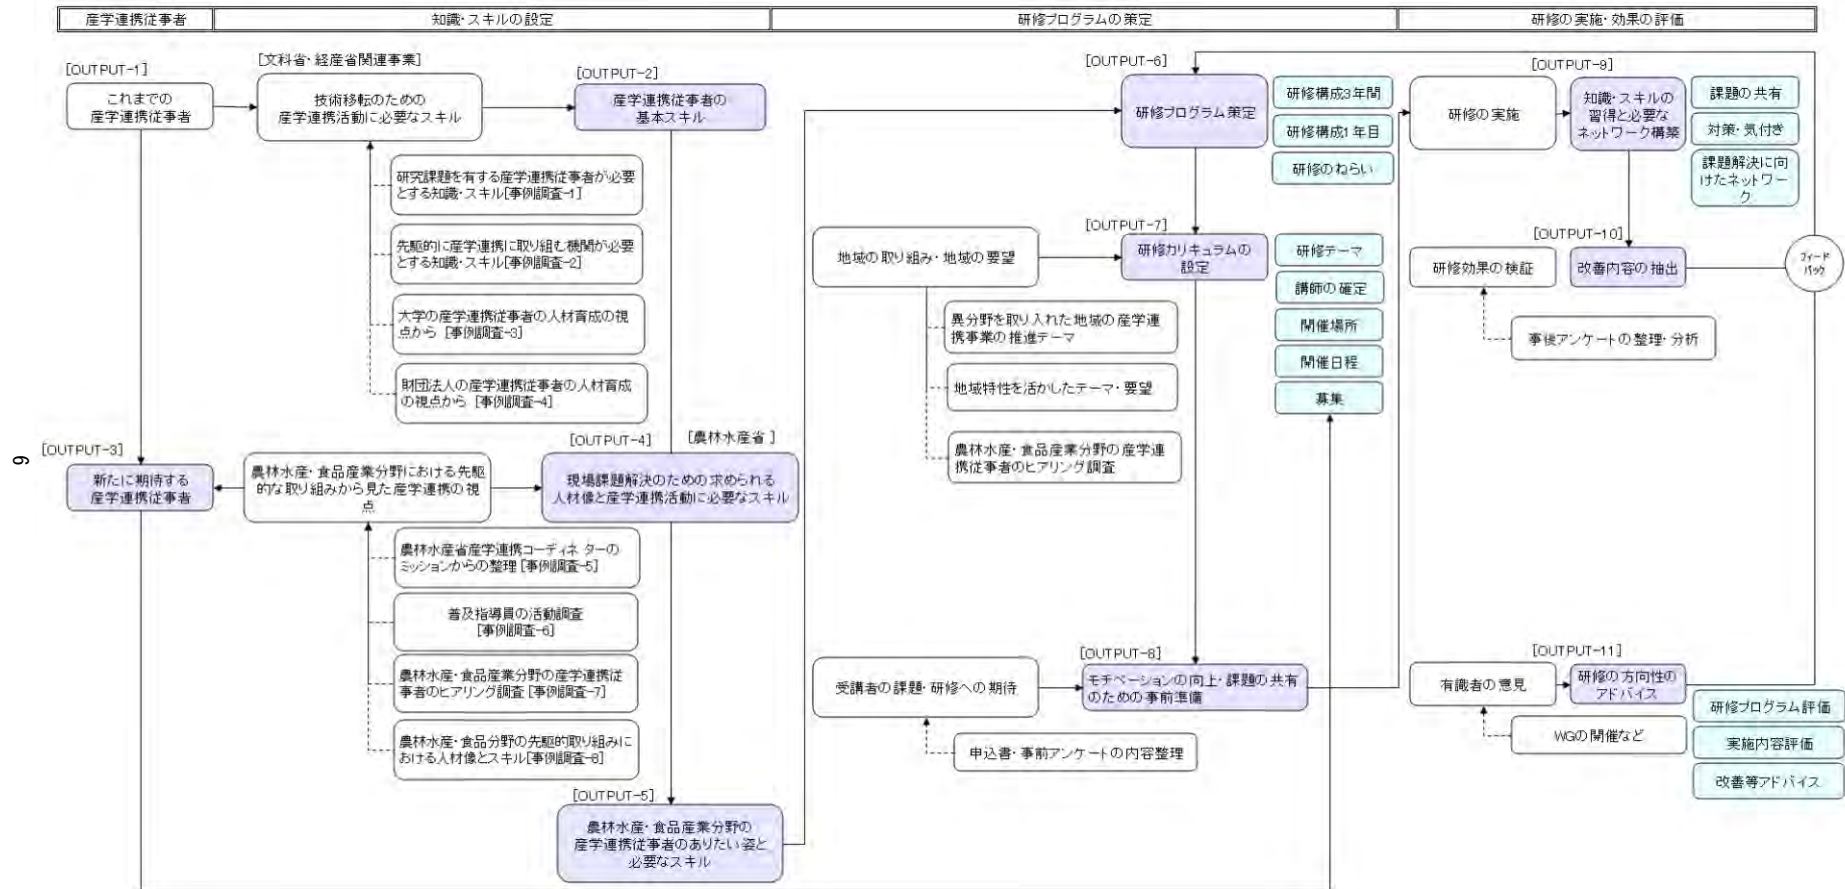 産学連携従事者
知識・スキルの設定
研修プログラムの策定
研修の実施・効果の評価
[OUTPUT-1]
これまでの
産学連携従事者
[文科省・経産省関連事業]
技術移転のための
産学連携活動に必要なスキル
[OUTPUT-2]
産学連携従事者の
基本スキル
研究課題を有する産学連携従事者が必要
とする知識・スキル[事例調査-1]
先駆的に産学連携に取り組む機関が必要
とする知識・スキル[事例調査-2]
大学の産学連携従事者の人材育成の視
点から [事例調査-3]
財団法人の産学連携従事者の人材育成
の視点から [事例調査-4]
[OUTPUT-3]
新たに期待する
産学連携従事者
農林水産・食品産業分野における先駆
的な取り組みから見た産学連携の視
点
[OUTPUT-4]
[農林水産省]
現場課題解決のための求められる
人材像と産学連携活動に必要なスキル
農林水産省産学連携コーディネ ターの
ミッションからの整理[事例調査-5]
普及指導員の活動調査
[事例調査-6]
農林水産・食品産業分野の産学連携従
事者のヒアリング調査[事例調査-7]
農林水産・食品分野の先駆的取り組みに
おける人材像とスキル[事例調査-8]
[OUTPUT-5]
農林水産・食品産業分野の
産学連携従事者のありたい姿と
必要なスキル
[OUTPUT-6]
研修プログラム策定
研修構成3年間
研修構成1年目
研修のねらい
[OUTPUT-7]
地域の取り組み・地域の要望
研修カリキュラムの
設定
研修テーマ
講師の確定
開催場所
開催日程
募集
異分野を取り入れた地域の産学連
携事業の推進テーマ
地域特性を活かしたテーマ・要望
農林水産・食品産業分野の産学連
携従事者のヒアリング調査
[OUTPUT-8]
受講者の課題・研修への期待
モチベーションの向上・課題の共有
のための事前準備
申込書・事前アンケートの内容整理
[OUTPUT-9]
研修の実施
知識・スキルの
習得と必要な
ネットワーク構築
課題の共有
対策・気付き
課題解決に向
けたネットワー
ク
[OUTPUT-10]
研修効果の検証
改善内容の抽出
フィード
バック
事後アンケートの整理・分析
[OUTPUT-11]
有識者の意見
研修の方向性の
アドバイス
WGの開催など
研修プログラム評価
実施内容評価
改善等アドバイス
9